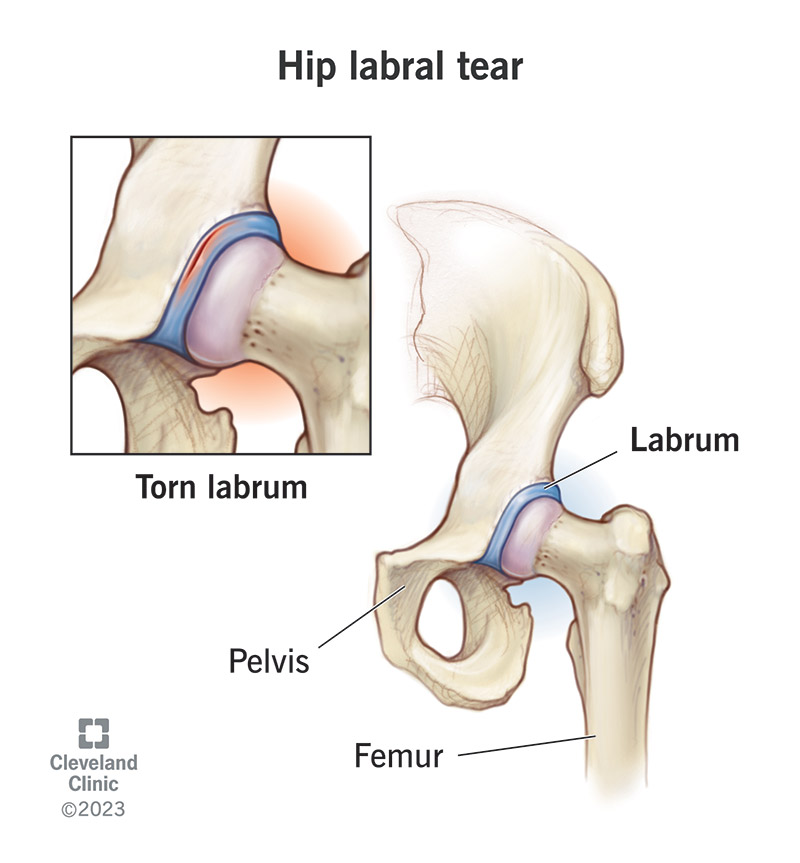 Hip labral tear
Torn labrum
Labrum
Pelvis
Femur
Cleveland
Clinic
©2023